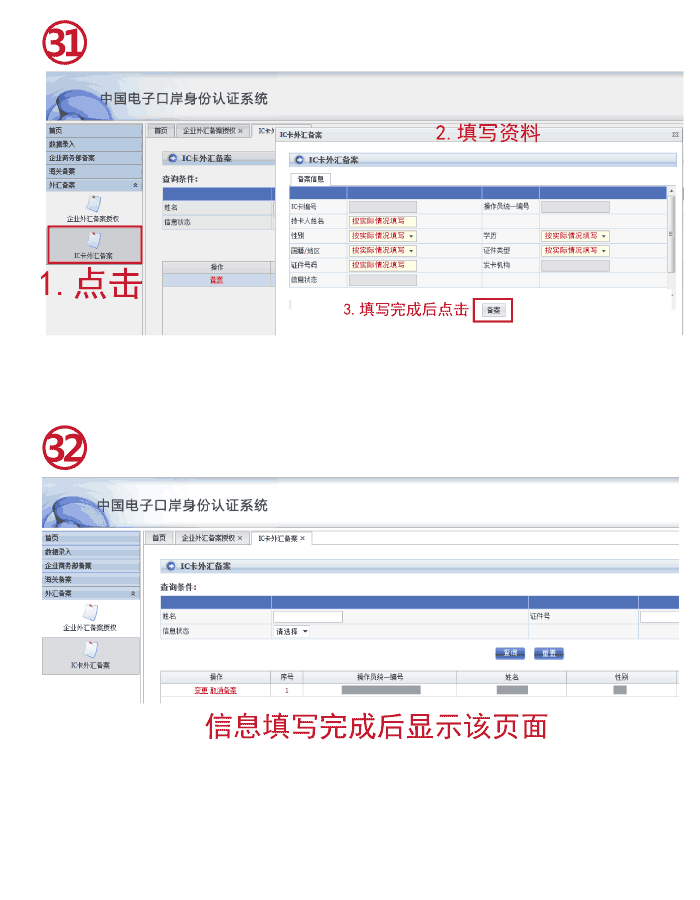 31
中国电子口岸身份认证系统
首页
数据录入
企业商务部备案
海关备案
外汇备案
企业外汇备案授权
IC卡外汇备案
1. 点击
首页 企业外汇备案授权 × IC卡
IC卡外汇备案
查询条件:
姓名
信息状态
操作
备案
IC卡外汇备案
2. 填写资料
IC卡外汇备案
备案信息
IC卡编号 操作员统一编号
持卡人姓名 按实际情况填写
性别 按实际情况填写 学历 按实际情况填写
国籍/地区 按实际情况填写 证件类型 按实际情况填写
证件号码 按实际情况填写 发卡机构
信息状态
3. 填写完成后点击 备案
32
中国电子口岸身份认证系统
首页
数据录入
企业商务部备案
海关备案
外汇备案
企业外汇备案授权
IC卡外汇备案
首页 企业外汇备案授权 × IC卡外汇备案 ×
IC卡外汇备案
查询条件:
姓名 证件号
信息状态 请选择
查询 重置
操作 序号 操作员统一编号 姓名 性别
变更 取消备案 1
信息填写完成后显示该页面